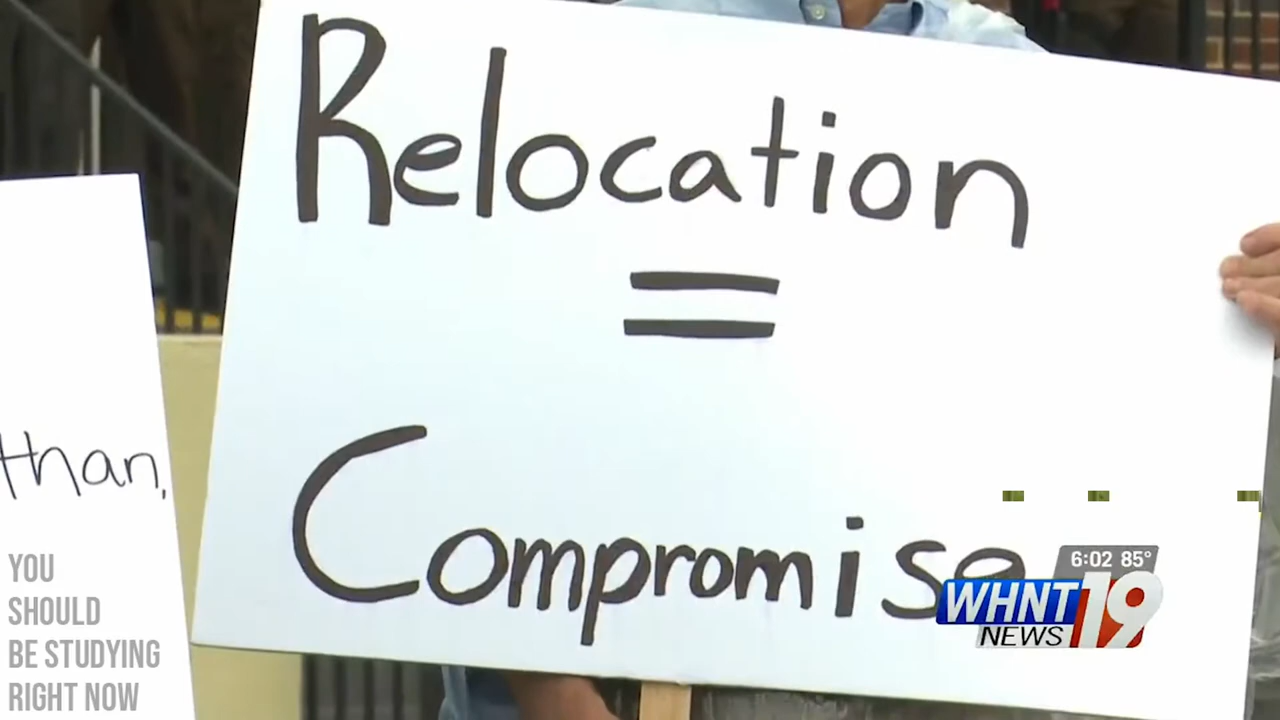 Relocation
=
Compromise
than,
YOU
SHOULD
BE STUDYING
RIGHT NOW
6:02 85°
WHNT 19
NEWS